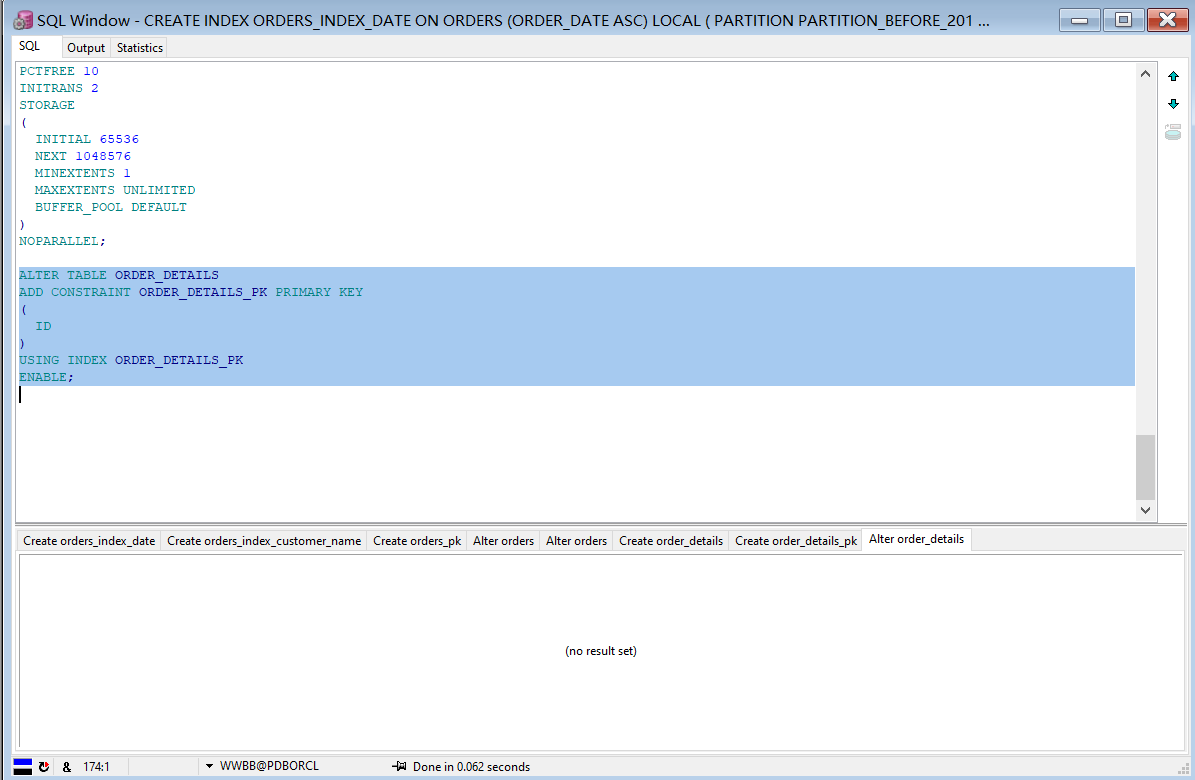 SQL Window - CREATE INDEX ORDERS_INDEX_DATE ON ORDERS (ORDER_DATE ASC) LOCAL ( PARTITION PARTITION_BEFORE_201 ...
SQL Output Statistics
PCTFREE 10
INITRANS 2
STORAGE
(
  INITIAL 65536
  NEXT 1048576
  MINEXTENTS 1
  MAXEXTENTS UNLIMITED
  BUFFER_POOL DEFAULT
)
NOPARALLEL;
ALTER TABLE ORDER_DETAILS
ADD CONSTRAINT ORDER_DETAILS_PK PRIMARY KEY
(
  ID
)
USING INDEX ORDER_DETAILS_PK
ENABLE;
Create orders_index_date Create orders_index_customer_name Create orders_pk Alter orders Alter orders Create order_details Create order_details_pk Alter order_details
(no result set)
& 174:1 WWBB@PDBORCL Done in 0.062 seconds